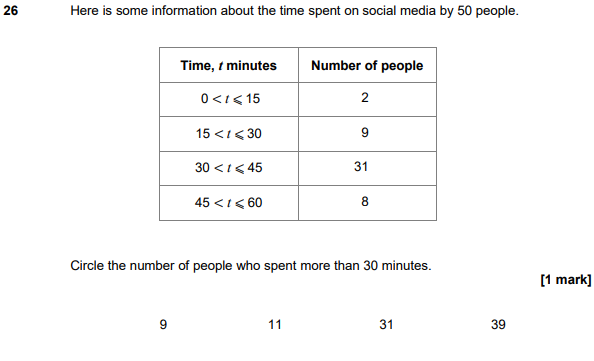 26 Here is some information about the time spent on social media by 50 people.
Time, t minutes Number of people
0 < t ⩽ 15 2
15 < t ⩽ 30 9
30 < t ⩽ 45 31
45 < t ⩽ 60 8
Circle the number of people who spent more than 30 minutes.
[1 mark]
9 11 31 39